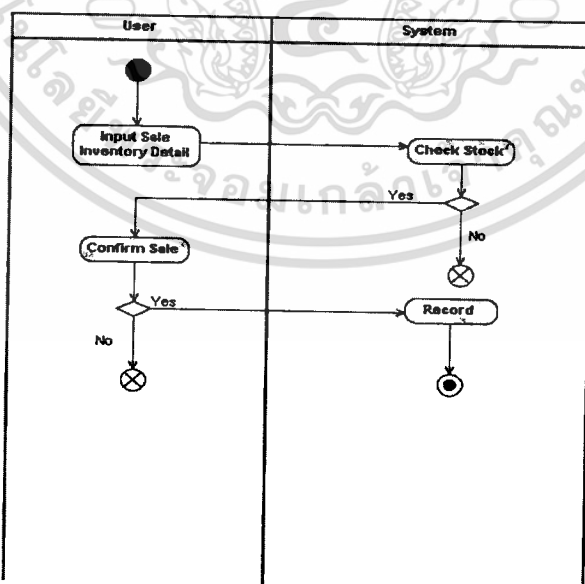 User
System
Input Sale
Inventory Detail
Check Stock
Yes
No
Confirm Sale
Yes
No
Record